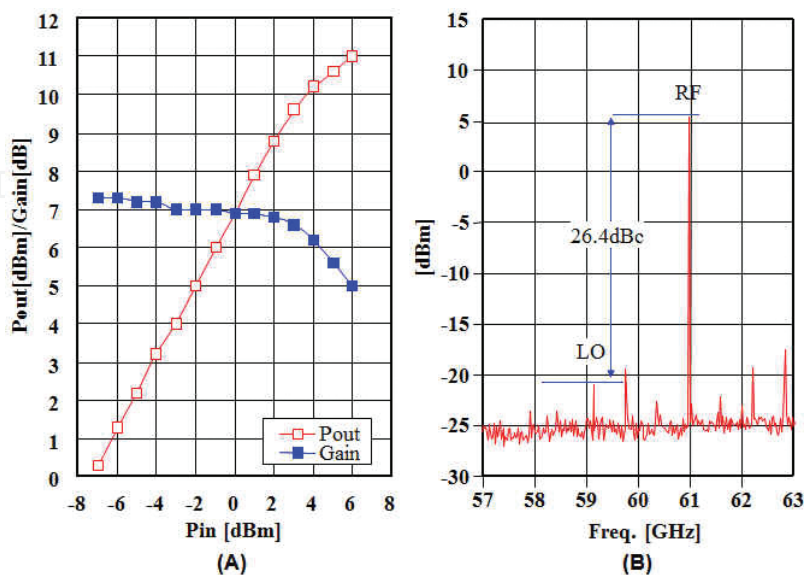 12
11
10
9
8
7
6
5
4
3
2
1
0
Pout[dBm]/Gain[dB]
Pout
Gain
-8 -6 -4 -2 0 2 4 6 8
Pin [dBm]
(A)
15
10
5
0
-5
-10
-15
-20
-25
-30
[dBm]
RF
26.4dBc
LO
57 58 59 60 61 62 63
Freq. [GHz]
(B)